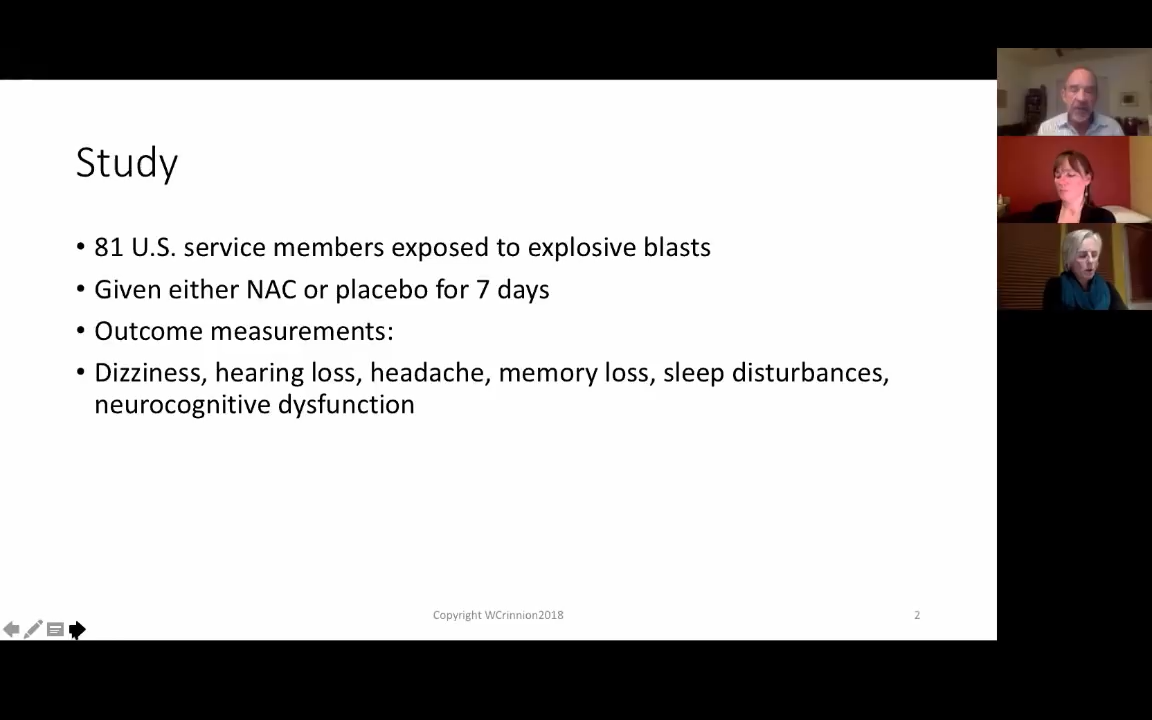 Study
• 81 U.S. service members exposed to explosive blasts
• Given either NAC or placebo for 7 days
• Outcome measurements:
• Dizziness, hearing loss, headache, memory loss, sleep disturbances,
neurocognitive dysfunction
Copyright WCrinnion2018
2